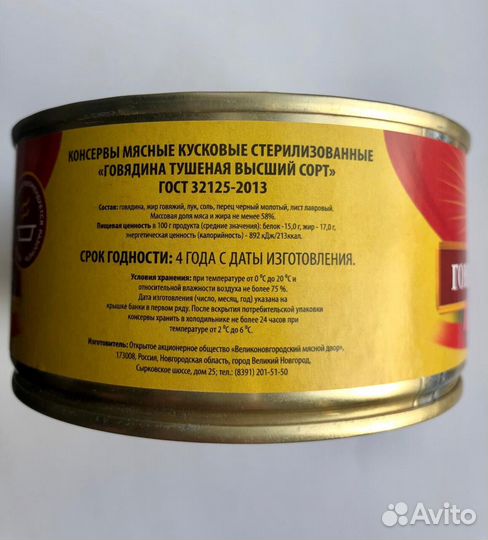 КОНСЕРВЫ МЯСНЫЕ КУСКОВЫЕ СТЕРИЛИЗОВАННЫЕ
«ГОВЯДИНА ТУШЕНАЯ ВЫСШИЙ СОРТ»
ГОСТ 32125-2013
Состав: говядина, жир говяжий, лук, соль, перец черный молотый, лист лавровый.
Массовая доля мяса и жира не менее 58%.
Пищевая ценность в 100 г продукта (средние значения): белок -15,0 г, жир - 17,0 г,
энергетическая ценность (калорийность) - 892 кДж/213ккал.
СРОК ГОДНОСТИ: 4 ГОДА С ДАТЫ ИЗГОТОВЛЕНИЯ.
Условия хранения: при температуре от 0 °С до 20 °С и
относительной влажности воздуха не более 75 %.
Дата изготовления (число, месяц, год) указана на
крышке банки в первом ряду. После вскрытия потребительской упаковки
консервы хранить в холодильнике не более 24 часов при
температуре от 2 °С до 6 °С.
Изготовитель: Открытое акционерное общество «Великоновгородский мясной двор»,
173008, Россия, Новгородская область, город Великий Новгород,
Сырковское шоссе, дом 25; тел.: (8391) 201-51-50
ГО
Avito